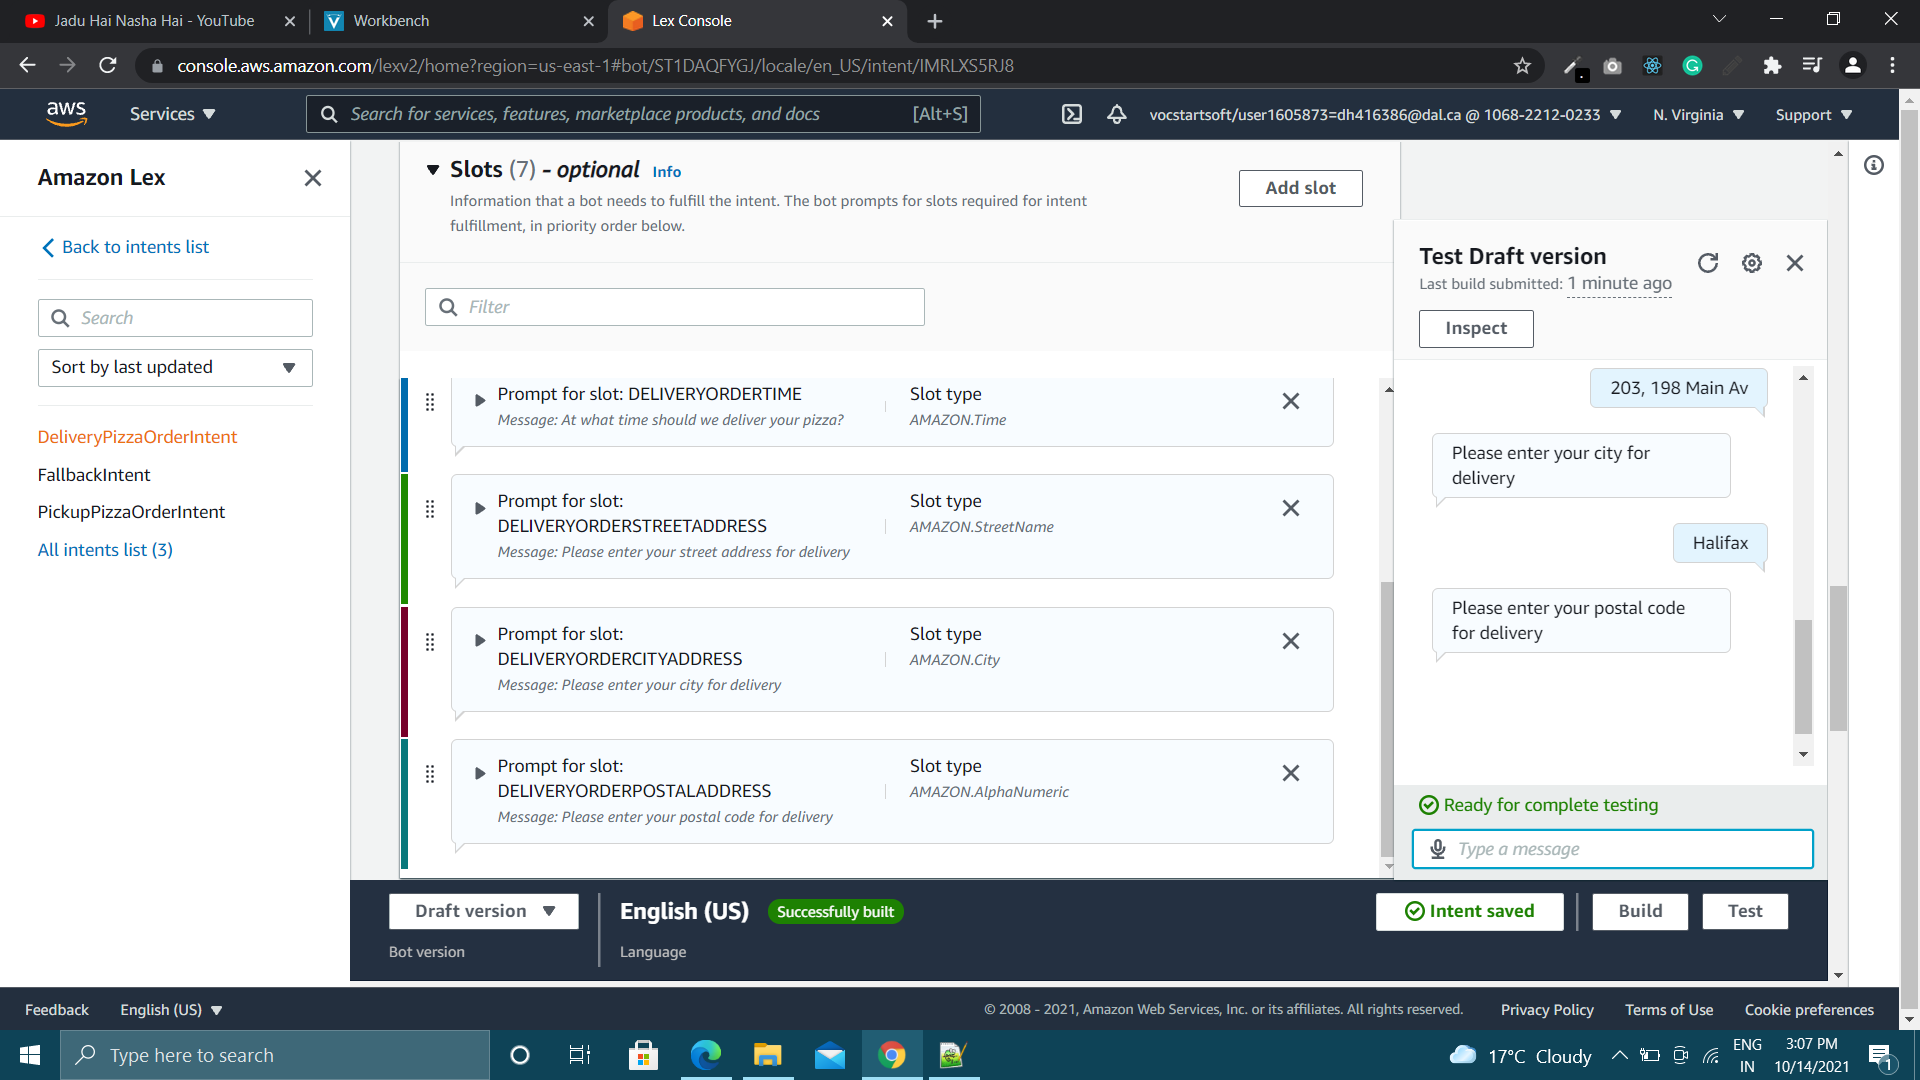 Jadu Hai Nasha Hai - YouTube
Workbench
Lex Console
console.aws.amazon.com/lexv2/home?region=us-east-1#bot/ST1DAQFYGJ/locale/en_US/intent/IMRLXS5RJ8
aws
Services
Search for services, features, marketplace products, and docs
[Alt+S]
vocstartsoft/user1605873=dh416386@dal.ca @ 1068-2212-0233
N. Virginia
Support
Amazon Lex
Back to intents list
Search
Sort by last updated
DeliveryPizzaOrderIntent
FallbackIntent
PickupPizzaOrderIntent
All intents list (3)
Slots (7) - optional Info
Information that a bot needs to fulfill the intent. The bot prompts for slots required for intent
fulfillment, in priority order below.
Add slot
Filter
Prompt for slot: DELIVERYORDERTIME
Message: At what time should we deliver your pizza?
Slot type
AMAZON.Time
Prompt for slot:
DELIVERYORDERSTREETADDRESS
Message: Please enter your street address for delivery
Slot type
AMAZON.StreetName
Prompt for slot:
DELIVERYORDERCITYADDRESS
Message: Please enter your city for delivery
Slot type
AMAZON.City
Prompt for slot:
DELIVERYORDERPOSTALADDRESS
Message: Please enter your postal code for delivery
Slot type
AMAZON.AlphaNumeric
Test Draft version
Last build submitted: 1 minute ago
Inspect
203, 198 Main Av
Please enter your city for
delivery
Halifax
Please enter your postal code
for delivery
Ready for complete testing
Type a message
Draft version
Bot version
English (US)
Successfully built
Language
Intent saved
Build
Test
Feedback
English (US)
© 2008 - 2021, Amazon Web Services, Inc. or its affiliates. All rights reserved.
Privacy Policy
Terms of Use
Cookie preferences
Type here to search
17°C Cloudy
ENG
IN
3:07 PM
10/14/2021
1